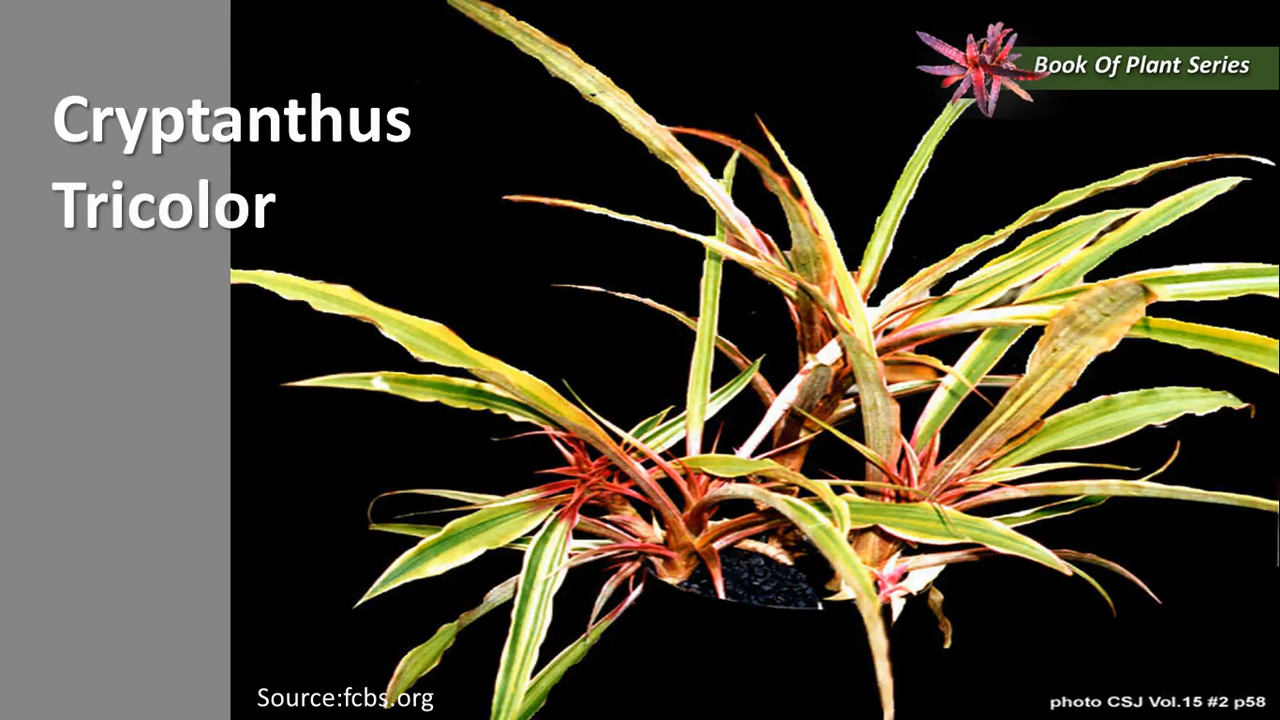 Book Of Plant Series
Cryptanthus
Tricolor
Source:fcbs.org
photo CSJ Vol.15 #2 p58